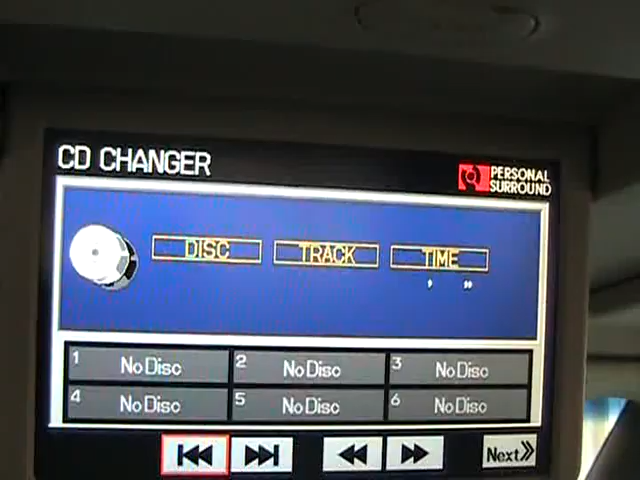 CD CHANGER
PERSONAL
SURROUND
DISC TRACK TIME
' "
1 No Disc 2 No Disc 3 No Disc
4 No Disc 5 No Disc 6 No Disc
Next